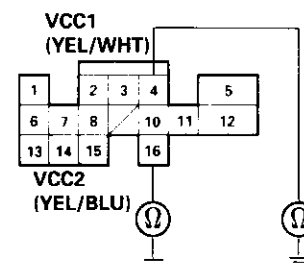 VCC1
(YEL/WHT)
1 2 3 4 5
6 7 8 10 11 12
13 14 15 16
VCC2
(YEL/BLU)
Ω Ω